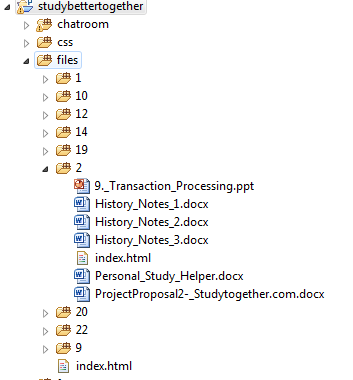 studybettertogether
chatroom
css
files
1
10
12
14
19
2
9._Transaction_Processing.ppt
History_Notes_1.docx
History_Notes_2.docx
History_Notes_3.docx
index.html
Personal_Study_Helper.docx
ProjectProposal2-_Studytogether.com.docx
20
22
9
index.html